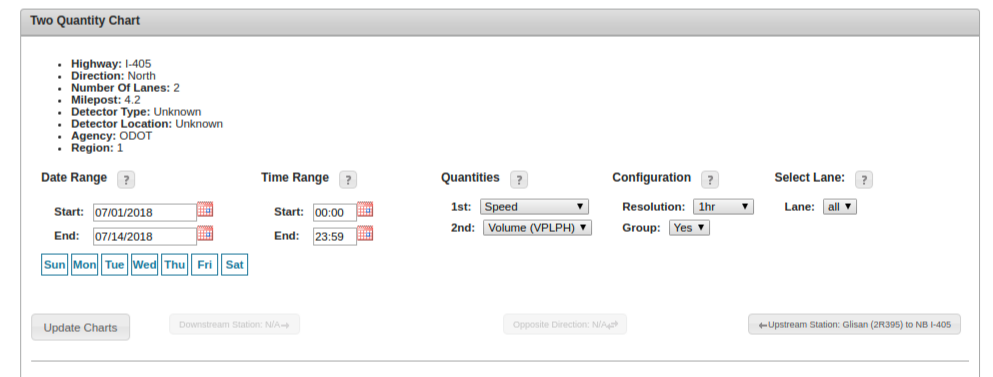 Two Quantity Chart
Highway: I-405
Direction: North
Number Of Lanes: 2
Milepost: 4.2
Detector Type: Unknown
Detector Location: Unknown
Agency: ODOT
Region: 1
Date Range ? Time Range ? Quantities ? Configuration ? Select Lane: ?
Start: 07/01/2018 Start: 00:00 1st: Speed Resolution: 1hr Lane: all
End: 07/14/2018 End: 23:59 2nd: Volume (VPLPH) Group: Yes
Sun Mon Tue Wed Thu Fri Sat
Update Charts Downstream Station: N/A→ Opposite Direction: N/A⇄ ←Upstream Station: Glisan (2R395) to NB I-405